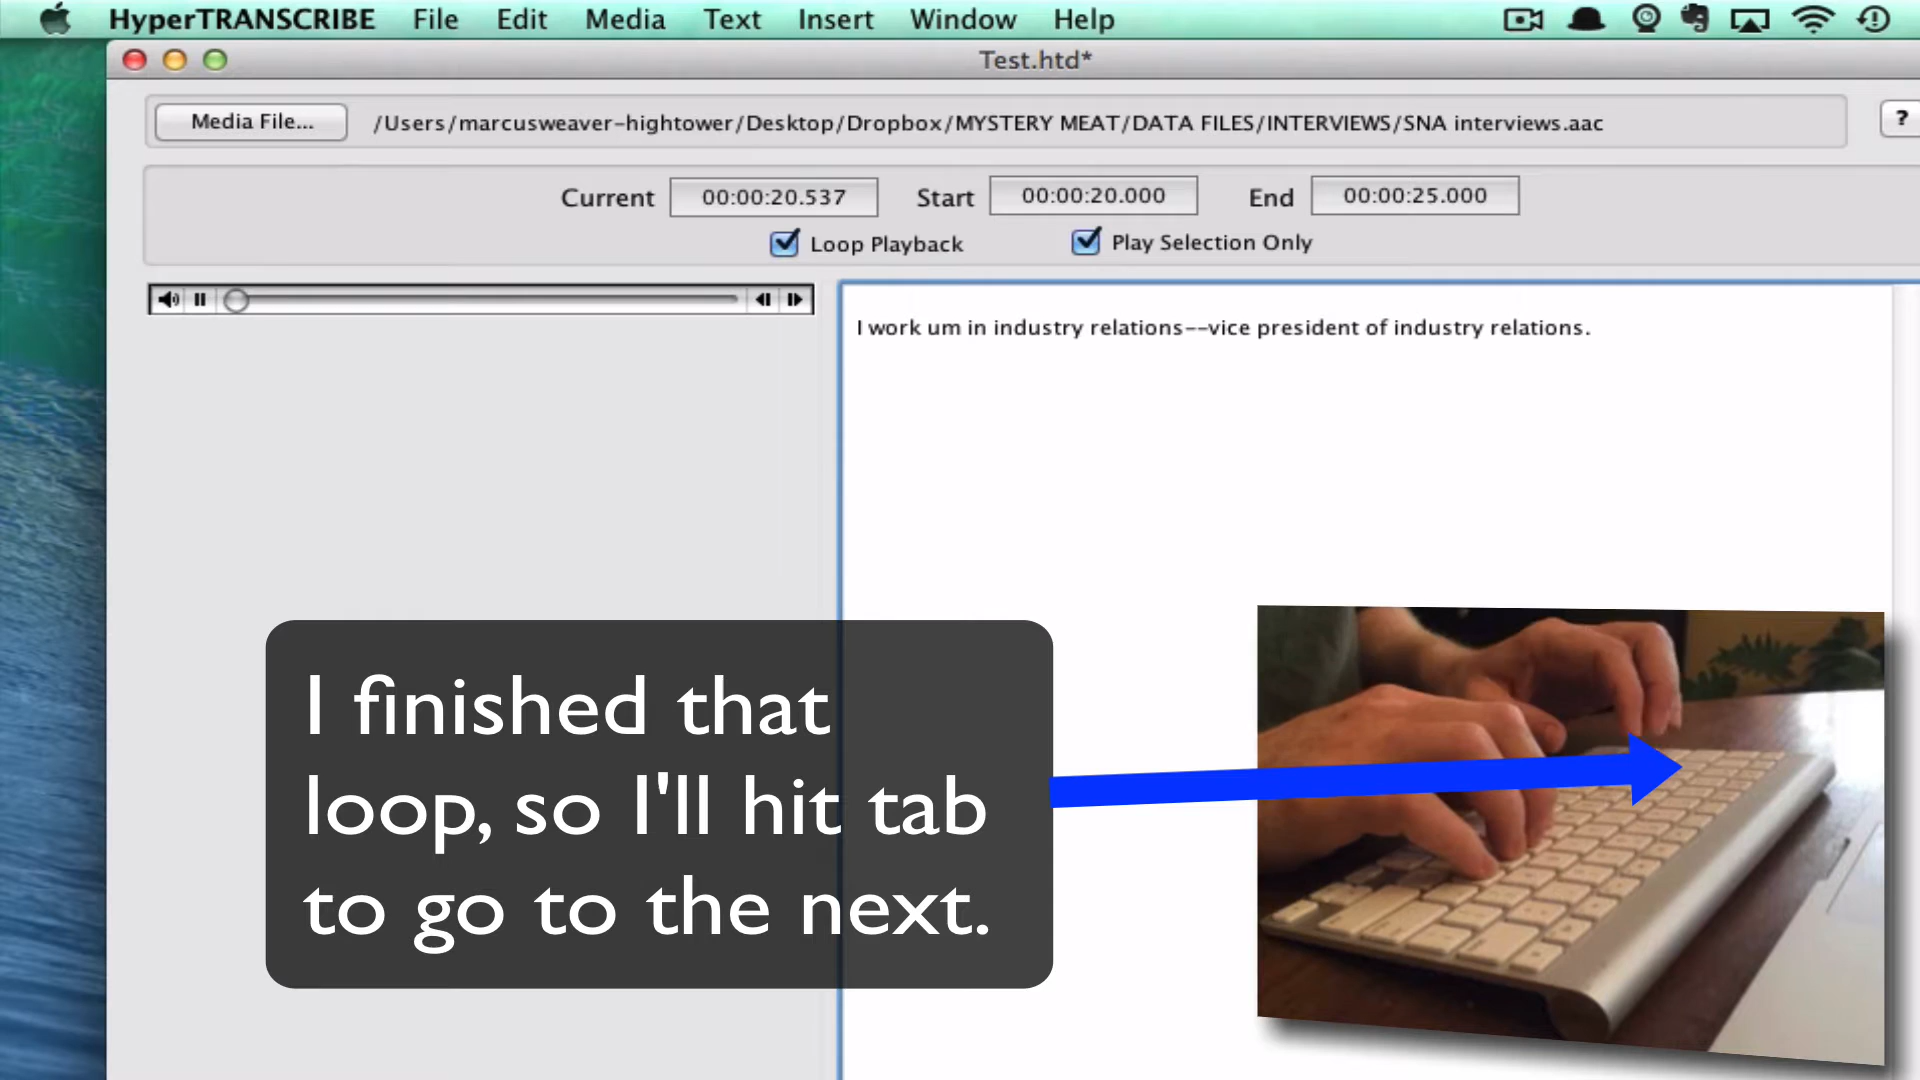 HyperTRANSCRIBE File Edit Media Text Insert Window Help
Test.htd*
Media File... /Users/marcusweaver-hightower/Desktop/Dropbox/MYSTERY MEAT/DATA FILES/INTERVIEWS/SNA interviews.aac ?
Current 00:00:20.537 Start 00:00:20.000 End 00:00:25.000
Loop Playback Play Selection Only
I work um in industry relations--vice president of industry relations.
I finished that
loop, so I'll hit tab
to go to the next.